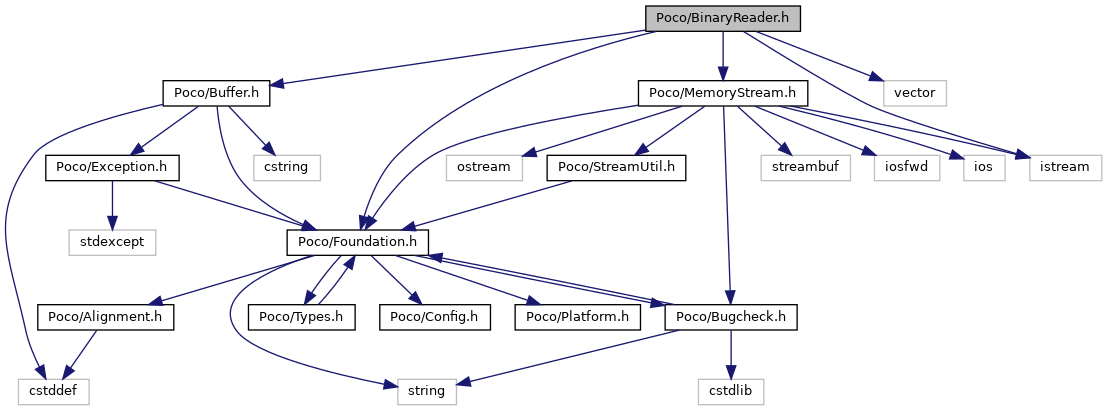 Poco/BinaryReader.h
Poco/Buffer.h
Poco/MemoryStream.h
vector
Poco/Exception.h
cstring
ostream
Poco/StreamUtil.h
streambuf
iosfwd
ios
istream
stdexcept
Poco/Foundation.h
Poco/Alignment.h
Poco/Types.h
Poco/Config.h
Poco/Platform.h
Poco/Bugcheck.h
cstddef
string
cstdlib